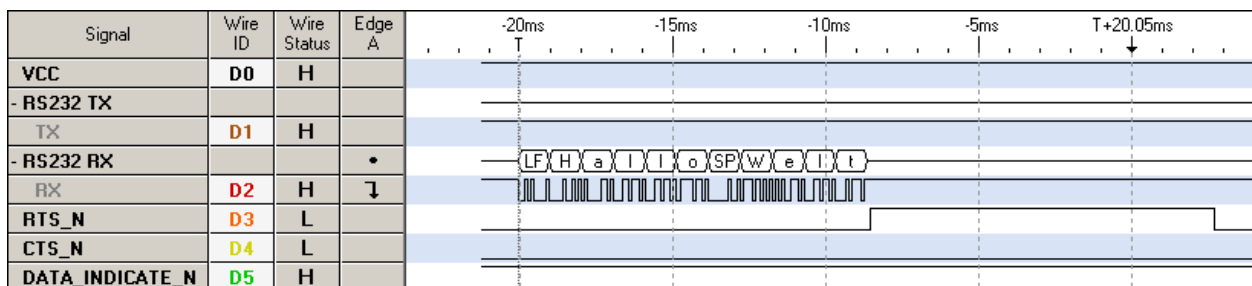 Signal Wire ID Wire Status Edge A -20ms -15ms -10ms -5ms T+20.05ms
T
VCC D0 H
- RS232 TX
TX D1 H
- RS232 RX • LF H a l l o SP W e l t
RX D2 H
RTS_N D3 L
CTS_N D4 L
DATA_INDICATE_N D5 H